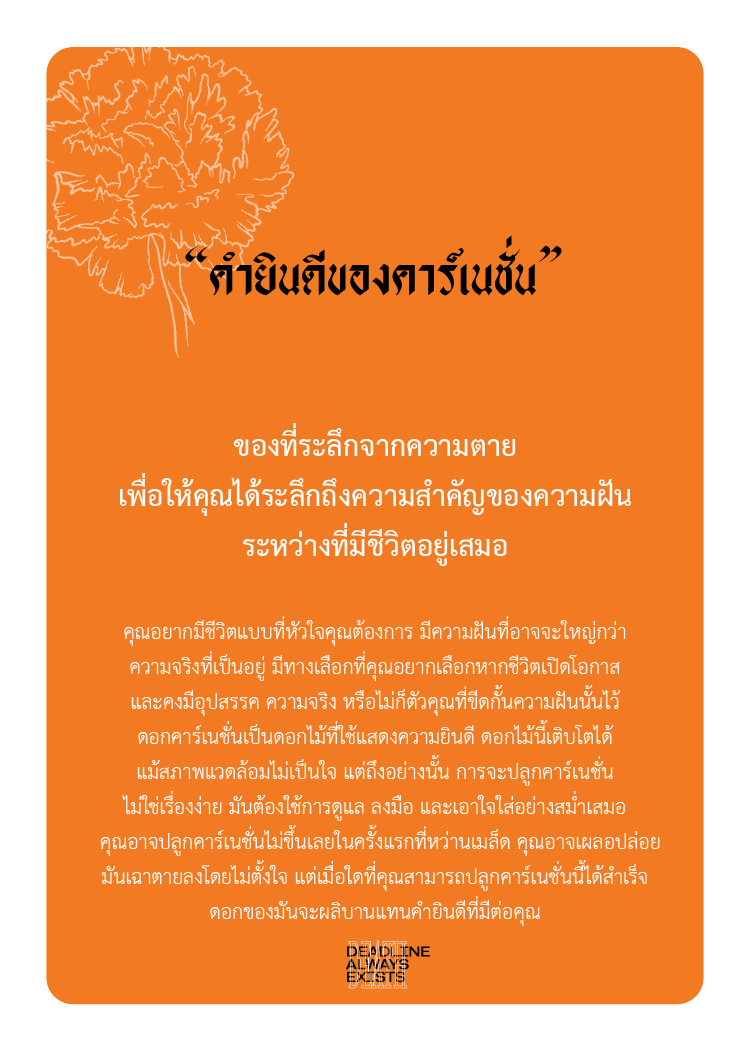 “คำยินดีของคาร์เนชั่น”
ของที่ระลึกจากความตาย
เพื่อให้คุณได้ระลึกถึงความสำคัญของความฝัน
ระหว่างที่มีชีวิตอยู่เสมอ
คุณอยากมีชีวิตแบบที่หัวใจคุณต้องการ มีความฝันที่อาจจะใหญ่กว่า
ความจริงที่เป็นอยู่ มีทางเลือกที่คุณอยากเลือกหากชีวิตเปิดโอกาส
และคงมีอุปสรรค ความจริง หรือไม่ก็ตัวคุณที่ขีดกั้นความฝันนั้นไว้
ดอกคาร์เนชั่นเป็นดอกไม้ที่ใช้แสดงความยินดี ดอกไม้นี้เติบโตได้
แม้สภาพแวดล้อมไม่เป็นใจ แต่ถึงอย่างนั้น การจะปลูกคาร์เนชั่น
ไม่ใช่เรื่องง่าย มันต้องใช้การดูแล ลงมือ และเอาใจใส่อย่างสม่ำเสมอ
คุณอาจปลูกคาร์เนชั่นไม่ขึ้นเลยในครั้งแรกที่หว่านเมล็ด คุณอาจเผลอปล่อย
มันเฉาตายลงโดยไม่ตั้งใจ แต่เมื่อใดที่คุณสามารถปลูกคาร์เนชั่นนี้ได้สำเร็จ
ดอกของมันจะผลิบานแทนคำยินดีที่มีต่อคุณ
DEADLINE
ALWAYS
EXISTS